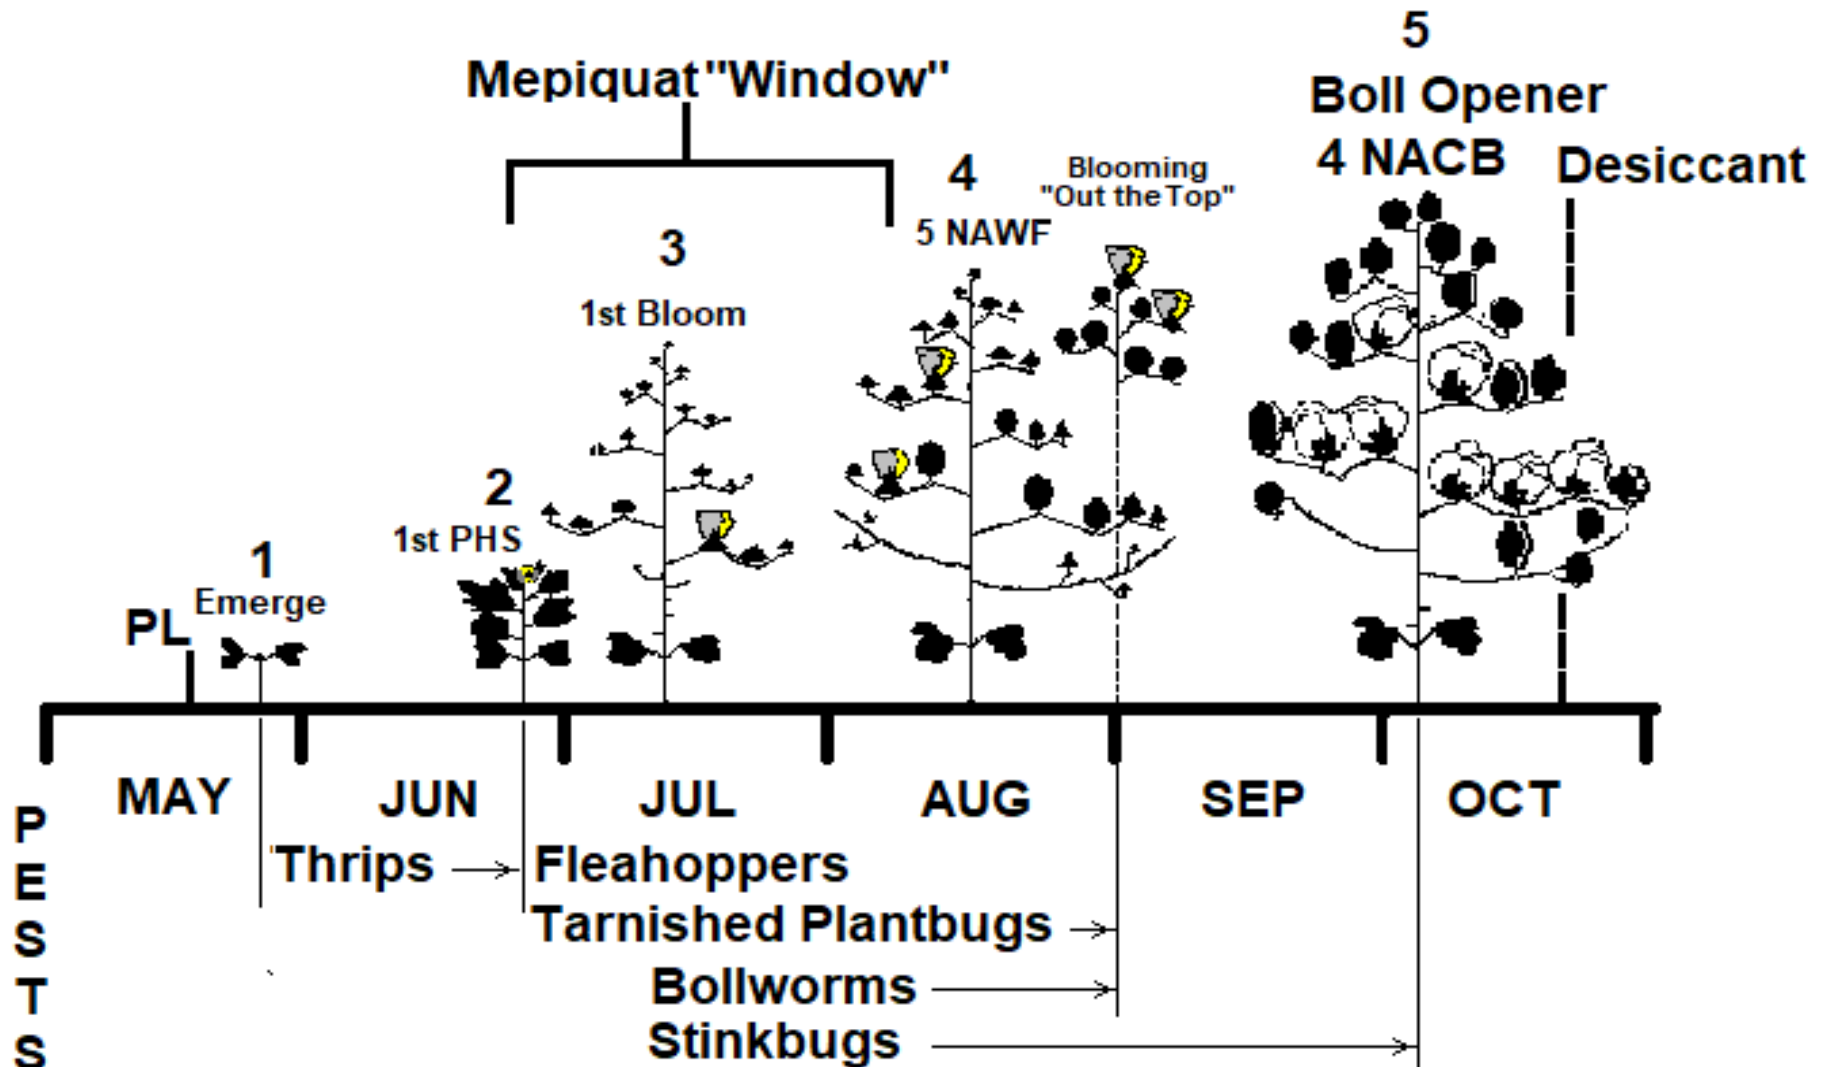 Mepiquat "Window"
5
Boll Opener
4 NACB
Desiccant
4
5 NAWF
Blooming
"Out the Top"
3
1st Bloom
2
1st PHS
1
Emerge
PL
MAY
JUN
JUL
AUG
SEP
OCT
PESTS
Thrips
Fleahoppers
Tarnished Plantbugs
Bollworms
Stinkbugs